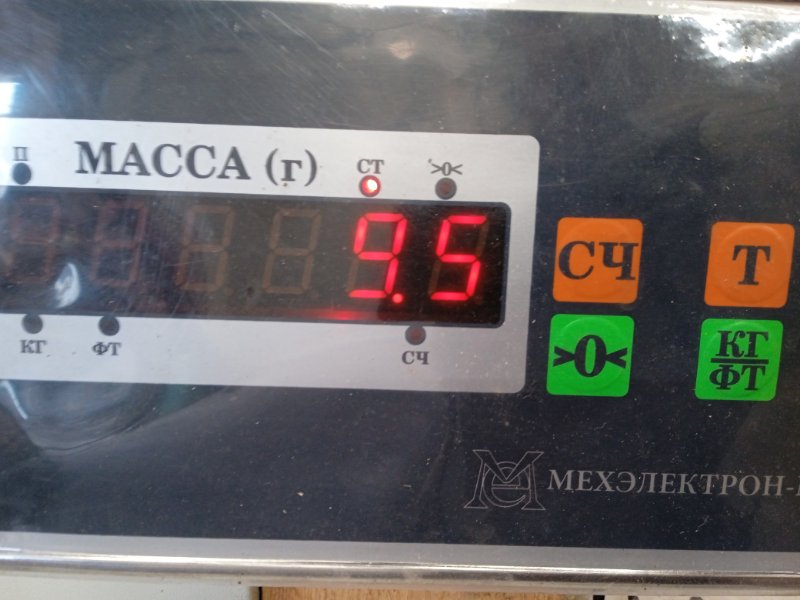 П МАССА (г) СТ >0<
9.5
КГ ФТ СЧ
СЧ Т
>0< КГ
ФТ
МЕХЭЛЕКТРОН-